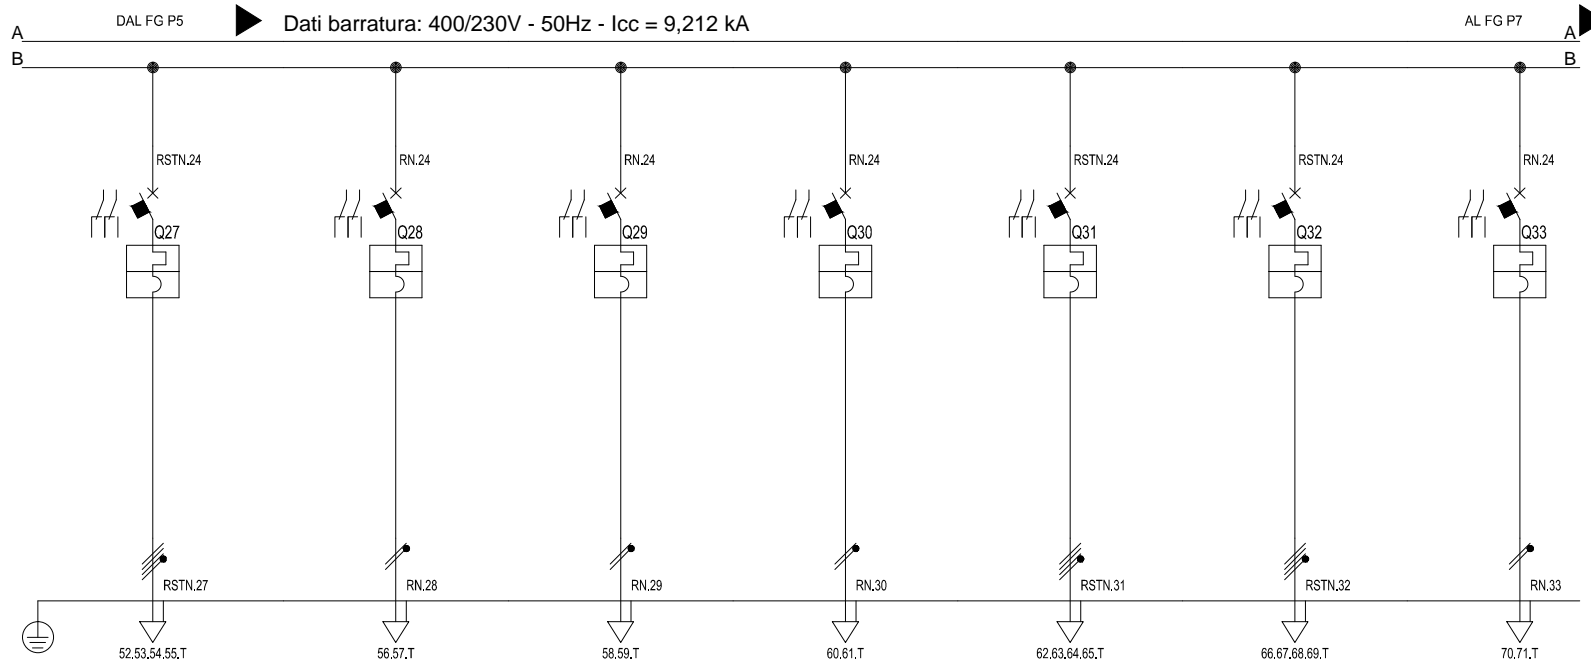 DAL FG P5
Dati barratura: 400/230V - 50Hz - Icc = 9,212 kA
AL FG P7
A
A
B
B
RSTN.24
RN.24
RN.24
RN.24
RSTN.24
RSTN.24
RN.24
Q27
Q28
Q29
Q30
Q31
Q32
Q33
RSTN.27
RN.28
RN.29
RN.30
RSTN.31
RSTN.32
RN.33
52.53.54.55.T
56.57.T
58.59.T
60.61.T
62.63.64.65.T
66.67.68.69.T
70.71.T